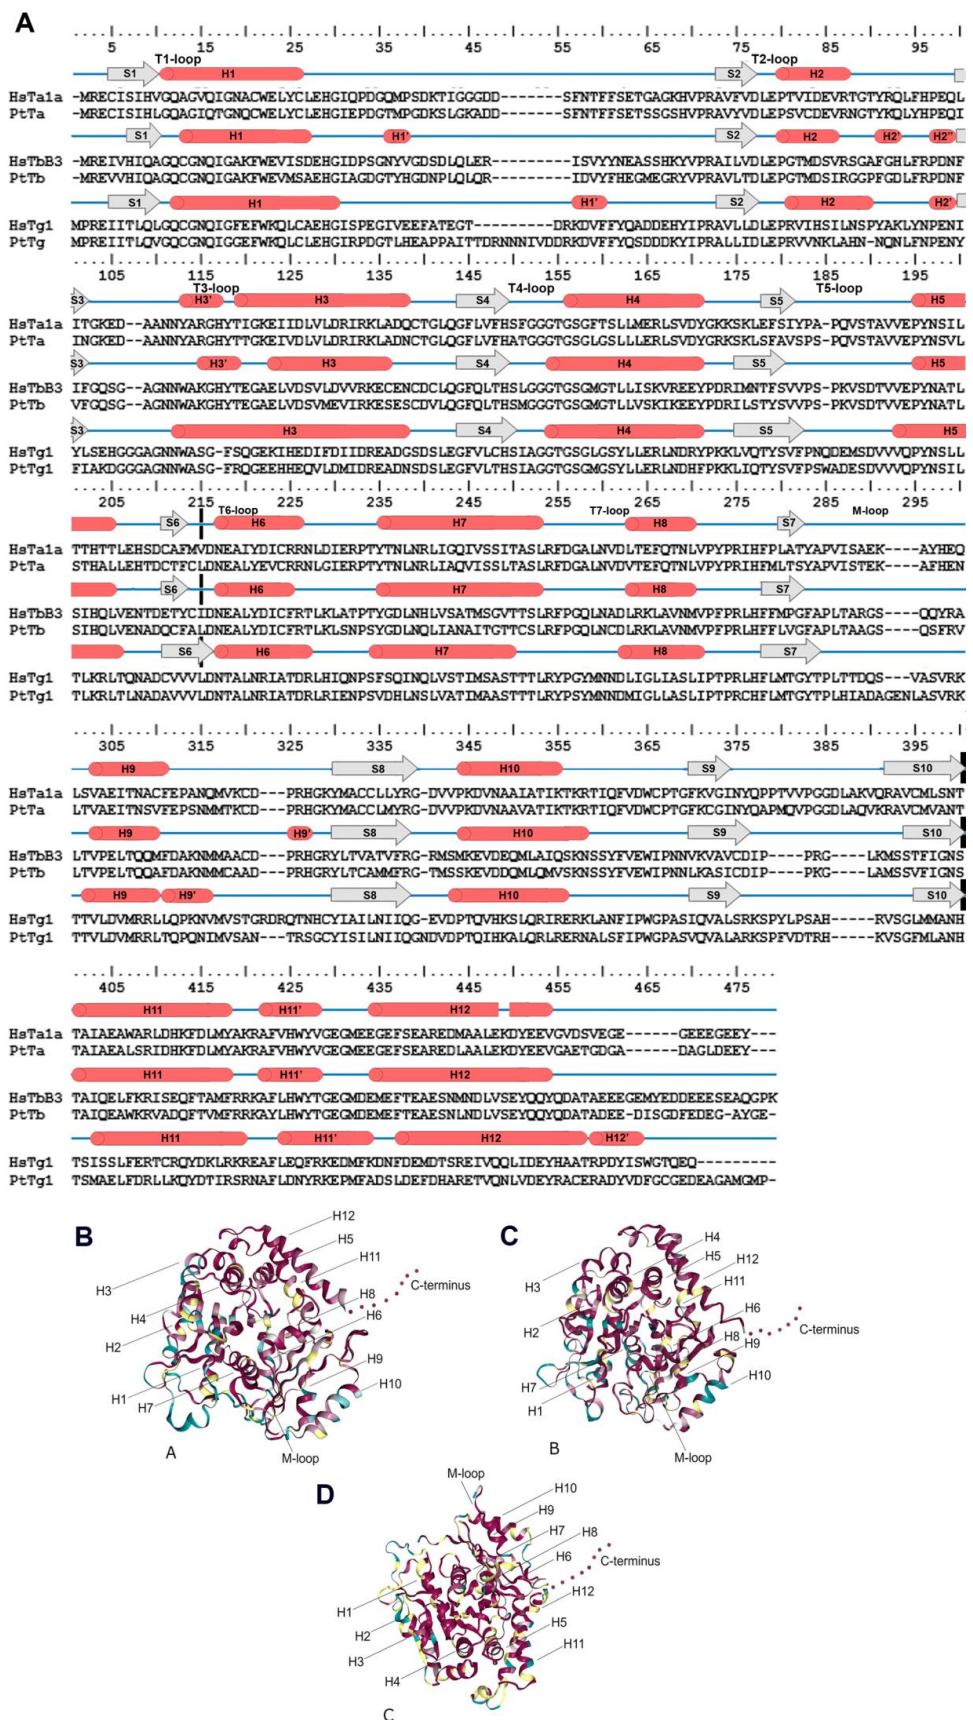 A
5 15 25 35 45 55 65 75 85 95
T1-loop T2-loop
S1 H1 S2 H2
HsTa1a --MRECISIHVGQAGVQIGNACWELYCLEHGIQPDGQMPSDKTIGGGDD-------SFNTFFSETGAGKHVPRAVFVDLEPTVIDEVRTGTYRQLFHPEQL
PtTa --MRECISIHLGQAGIQTGNQCWELYCLEHGIQPDGTMPGDKSLGKADD-------SFNTFFSETSSGSHVPRAVFVDLEPSVCDEVRTGTYKQLYHPEQI
S1 H1 H1' S2 H2 H2' H2"
HsTbB3 --MREIVHIQAGQCGNQIGAKFWEVISDEHGIDPSGNYVGDSDLQLER--------ISVYYNEASSHKYVPRAILVDLEPGTMDSVRSGAFGHLFRPDNF
PtTb --MREVVHIQAGQCGNQIGAKFWEVMSAEHGIAGDGTYHGDNPLQLQR--------IDVYFHEGMEGRYVPRAVLTDLEPGTMDSIRGGPFGKLFRPDNF
S1 H1 H1' S2 H2 H2'
HsTg1 MPREIITLQLGQCGNQIGFEFWKQLCAEHGISPEGIVEEFATEGT---------DRKDVFFYQADDEHYIPRAVLLDLEPRVIHSILNSPYAKLYNPENI
PtTg MPREIITLQVGQCGNQIGGEFWKQLCAEHGIRPDGTLHEAPPAITTDRNNNIVDDRKDVFFYQSDDDKYIPRALLIDLEPRVVNKLAHN-NQNLFNPENY
105 115 125 135 145 155 165 175 185 195
T3-loop T4-loop T5-loop
S3 H3' H3 S4 H4 S5 H5
HsTa1a ITGKED--AANNYARGHYTIGKEIIDLVLDRIRKLADQCTGLQGFLVFHSFGGGTGSGFTSLLMERLSVDYGKKSKLEFSIYPA-PQVSTAVVEPYNSIL
PtTa INGKED--AANNYARGHYTIGKEIVDLVLDRIRKLADNCTGLQGFLVFHATGGGTGSGLGSLLLERLSVDYGKKSKLSFAVSPS-PQVSTAVVEPYNSVL
S3 H3' H3 S4 H4 S5 H5
HsTbB3 IFGQSG--AGNNWAKGHYTEGAELVDSVLDVVRKECENCDCLQGFQLTHSLGGGTGSGMGTLLISKVREEYPDRIMNTFSVVPS-PKVSDTVVEPYNATL
PtTb VFGQSG--AGNNWAKGHYTEGAELVDSVMEVIRKESESCDVLQGFQLTHSMGGGTGSGMGTLLVSKIKEEYPDRILSTYSVVPS-PKVSDTVVEPYNATL
S3 H3 S4 H4 S5 H5
HsTg1 YLSEHGGGAGNNWASG-FSQGEKIHEDIFDIIDREADGSDSLEGFVLCHSIAGGTGSGLGSYLLERLNDRYPKKLVQTYSVFPNQDEMSDVVVQPYNSLL
PtTg1 FIAKDGGGAGNNWASG-FRQGEEHHEQVLDMIDREADNSDSLEGFVLTHSIAGGTGSGLGSYLLERLNDHFPKKLIQTYSVFPSWADESDVVVQPYNSLL
205 215 225 235 245 255 265 275 285 295
T6-loop T7-loop M-loop
S6 H6 H7 H8 S7
HsTa1a TTHTTLEHSDCAFMVDNEAIYDICRRNLDIERPTYTNLNRLIGQIVSSITASLRFDGALNVDLTEFQTNLVPYPRIHFPLATYAPVISAEK----AYHEQ
PtTa STHALLEHTDCTFCLDNEALYEVCRRNLDIERPTYTNLNRLIAQVISSLTASLRFDGALNVDVTEFQTNLVPYPRIHFMLTSYAPVISTEK----AFHEN
S6 H6 H7 H8 S7
HsTbB3 SIHQLVENTDETYCIDNEALYDICFRTLKLATPTYGDLNHLVSATMSGVTTSLRFPGQLNADLRKLAVNMVPFPRLHFFMPGFAPLTARGS----QQYRA
PtTb SIHQLVENADQCFALDNEALYDICFRTLKLSNPSYGDLNQLIANAITGTTCSLRFPGQLNCDLRKLAVNMVPFPRLHFFLVGFAPLTAAGS----QSFRV
S6 H6 H7 H8 S7
HsTg1 TLKRLTQNADCVVVLDNTALNRIATDRLHIQNPSFSQINQLVSTIMSASTTTLRYPGYMNNDLIGLIASLIPTPRCHFLMTGYTPLTTDQS----VASVRK
PtTg1 TLKRLTLNADAVVVLDNTALNRIATDRLRIENPSVDHLNSLVATIMAASTTTLRYPSYMNNDMIGLLASLIPTPRCHFLMTGYTPLHIADAGENLASVRK
305 315 325 335 345 355 365 375 385 395
H9 S8 H10 S9 S10
HsTa1a LSVAEITNACFEPANQMVKCD---PRHGKYMACCLLYRG-DVVPKDVNAAIATIKTKRTIQFVDWCPTGFKVGINYQPPTVVPGGDLAKVQRAVCMLSNT
PtTa LTVAEITNSVFEPSNMMVKCD---PRHGKYMACCLMYRG-DVVPKDVNAAVATIKTKRTIQFVDWCPTGFKCGINYQAPMQVPGGDLAKVQRAVCMVANT
H9 H9' S8 H10 S9 S10
HsTbB3 LTVPELTQQMFDAKNMMAACD---PRHGRYLTVATVFRG-RMSMKEVDEQMLAIQSKNSSYFVEWIPNNVKVAVCDIP---PRG---LKMSSTFIGNS
PtTb LTVPELTQQMFDAKNMMCAAD---PRHGRYLTCAMFFRG-TMSSKEVDDQMLQMVSKNSSYFVEWIPNNLKASICDIP---PKG---LKMSVVFIGNS
H9 H9' S8 H10 S9 S10
HsTg1 TTVLDVMRRLLQPKNVMVSTGRDRQTNHCYIAILNIIQG-EVDPTQVHKSLQRIRERKLANFIPWGPASIQVALSRKSPYLPSAH-----RVSGLMMANH
PtTg1 TTVLDVMRRLTQPQNIMVSAN---TRSGCYISILNIIQGNDVDPTQIHKALQRLRERNALSFIPWGPASVQVALARKSPFVDTRH-----KVSGFMLANH
405 415 425 435 445 455 465 475
H11 H11' H12
HsTa1a TAIAEAWARLDHKFDLMYAKRAFVHWYVGEGMEEGEFSEAREDMAALEKDYEEVGVDSVEGE------GEEEGEEY---
PtTa TAIAEALSRIDHKFDLMYAKRAFVHWYVGEGMEEGEFSEAREDLAALEKDYEEVGAETGDGA------DAGLDEEY---
H11 H11' H12
HsTbB3 TAIQELFKRISEQFTAMFRRKAFLHWYTGEGMDEMEFTEAESNMNDLVSEYQQYQDATAEEEGEMYEDDEEESEAQGPK
PtTb TAIQEAWKRVADQFTVMFRRKAYLHWYTGEGMDEMEFTEAESNLNDLVSEYQQYQDATADEE-DISGDFEDEG-AYGE-
H11 H11' H12 H12'
HsTg1 TSISSLFERTCRQYDKLRKREAFLEQFRKEDMFKDNFDEMDTSREIVQQLIDEYHAATRPDYISWGTQEQ---------
PtTg1 TSMAELFDRLLKQYDTIRSRNAFLDNYRKEPMFADSLDEFDHARETVQNLVDEYRACERADYVDFGCGEDEAGAMGMP-
B C
H12 H5 H11 H3 C-terminus H4 H8 H6 H2 H9 H1 H7 H10 M-loop
A
H4 H5 H3 H12 H11 H6 H2 C-terminus H8 H9 H7 H10 H1 M-loop
B
D
M-loop H10 H9 H7 H8 H6 C-terminus H12 H1 H2 H5 H3 H11 H4
C